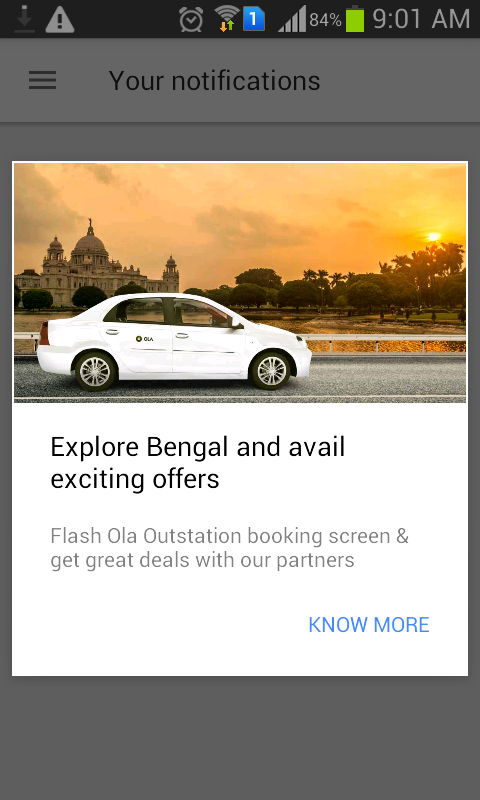 1 84% 9:01 AM
Your notifications
OLA
Explore Bengal and avail
exciting offers
Flash Ola Outstation booking screen &
get great deals with our partners
KNOW MORE